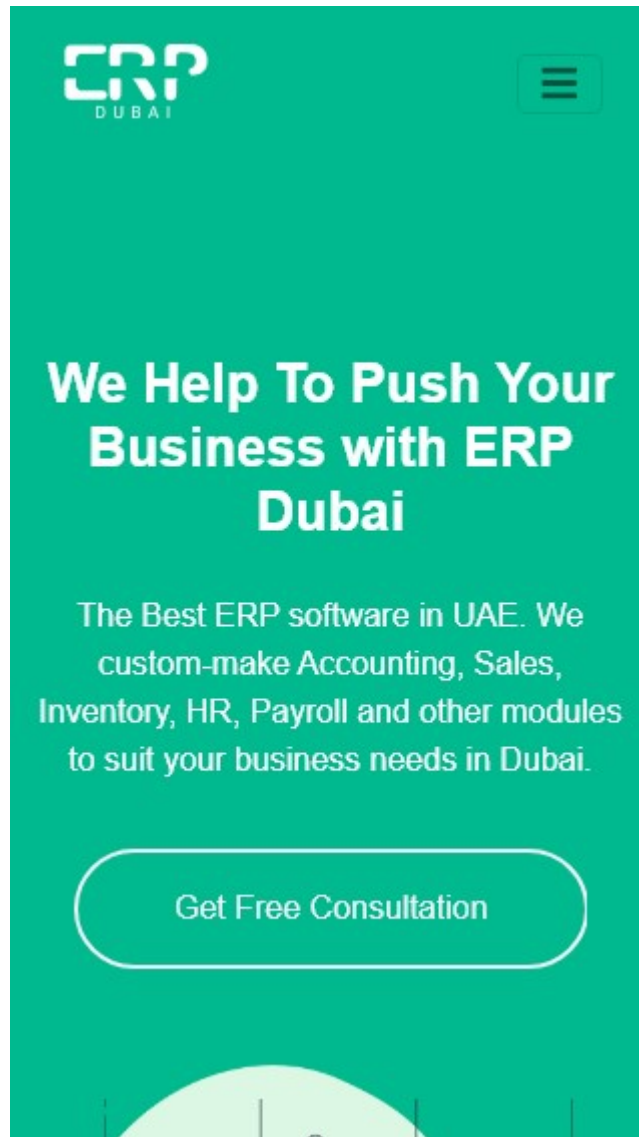 ERP
DUBAI
We Help To Push Your
Business with ERP
Dubai
The Best ERP software in UAE. We
custom-make Accounting, Sales,
Inventory, HR, Payroll and other modules
to suit your business needs in Dubai.
Get Free Consultation